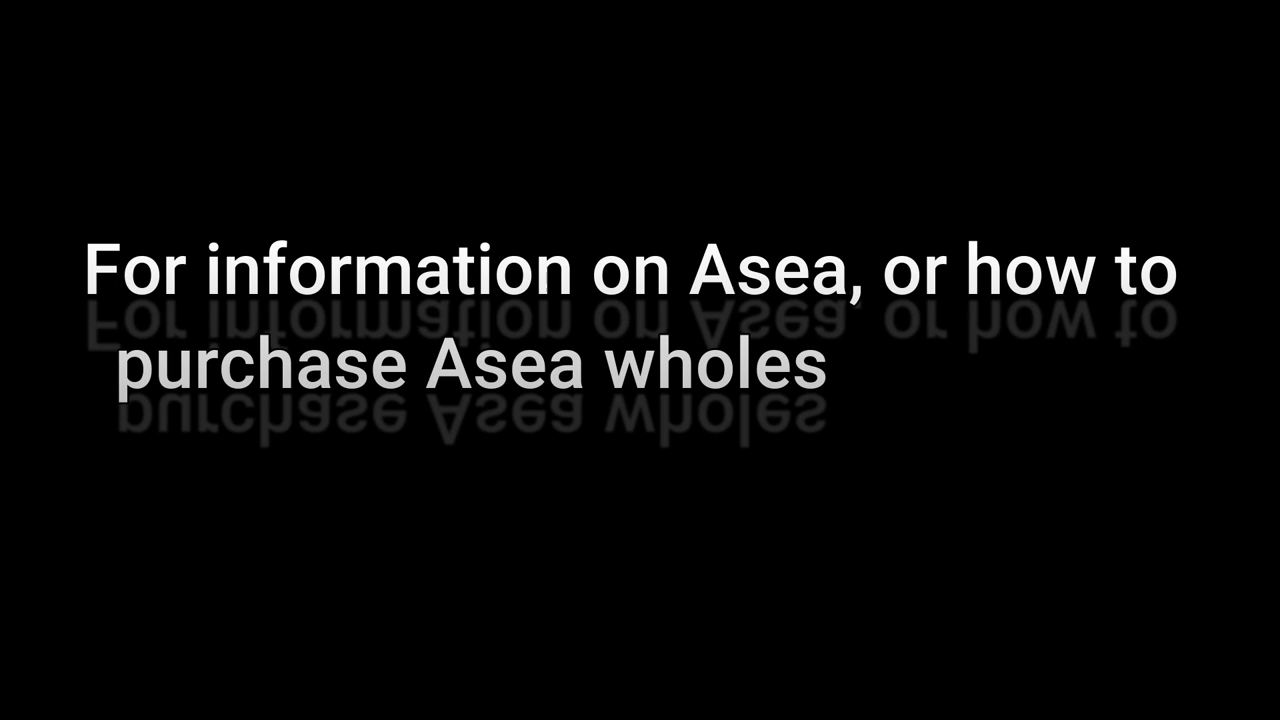 For information on Asea, or how to
purchase Asea wholes